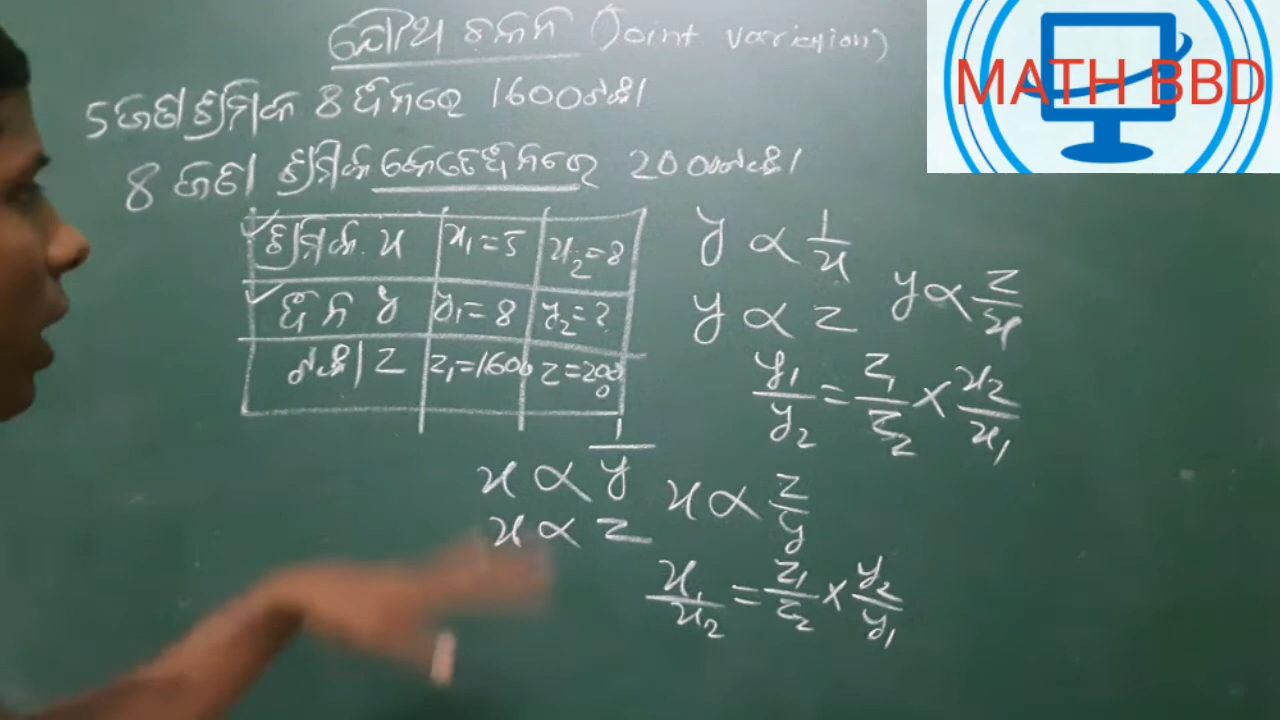 ଯୌଥ ଚଳନ (Joint variation)
MATH BBD
5 ଜଣ ଶ୍ରମିକ 8 ଦିନରେ 1600 ଟଙ୍କା
8 ଜଣ ଶ୍ରମିକ କେତେ ଦିନରେ 2000 ଟଙ୍କା
ଶ୍ରମିକ x x₁=5 x₂=8
ଦିନ y y₁=8 y₂=?
ଟଙ୍କା z z₁=1600 z=2000
y ∝ 1/x
y ∝ z
y ∝ z/x
y₁/y₂ = z₁/z₂ × x₂/x₁
x ∝ 1/y
x ∝ z
x ∝ z/y
x₁/x₂ = z₁/z₂ × y₂/y₁